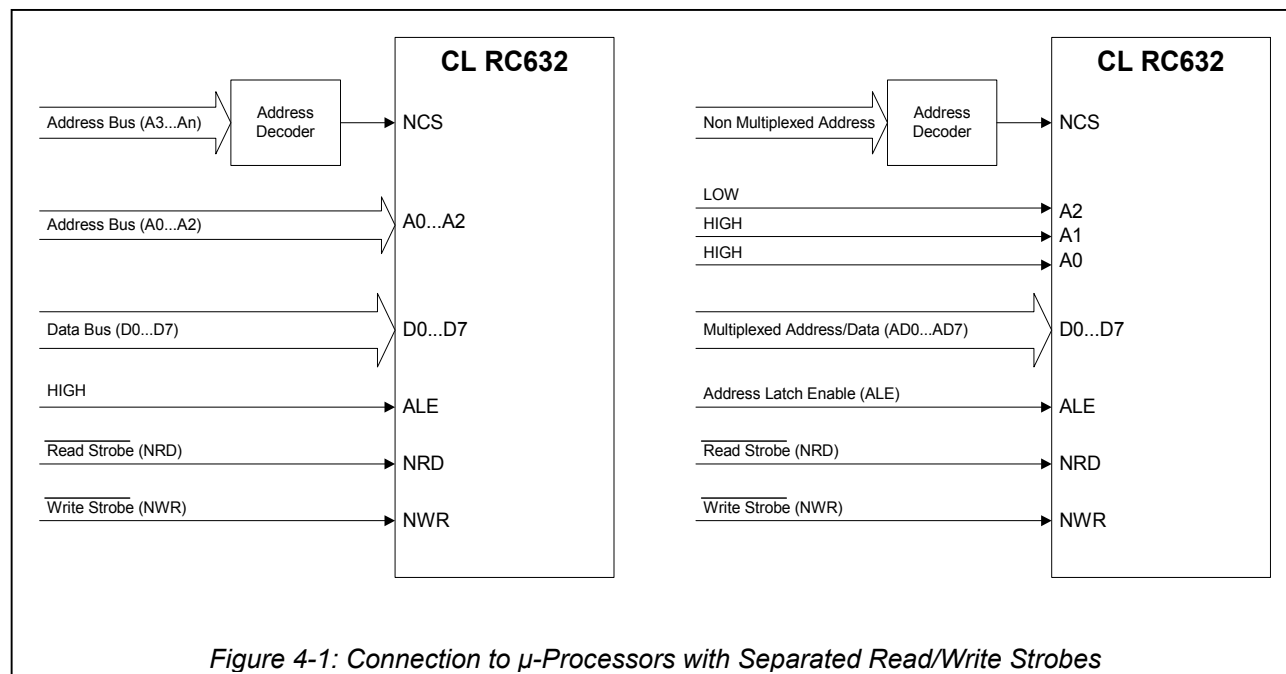 CL RC632
Address Bus (A3...An)
Address
Decoder
NCS
Address Bus (A0...A2)
A0...A2
Data Bus (D0...D7)
D0...D7
HIGH
ALE
Read Strobe (NRD)
NRD
Write Strobe (NWR)
NWR
CL RC632
Non Multiplexed Address
Address
Decoder
NCS
LOW
A2
HIGH
A1
HIGH
A0
Multiplexed Address/Data (AD0...AD7)
D0...D7
Address Latch Enable (ALE)
ALE
Read Strobe (NRD)
NRD
Write Strobe (NWR)
NWR
Figure 4-1: Connection to µ-Processors with Separated Read/Write Strobes